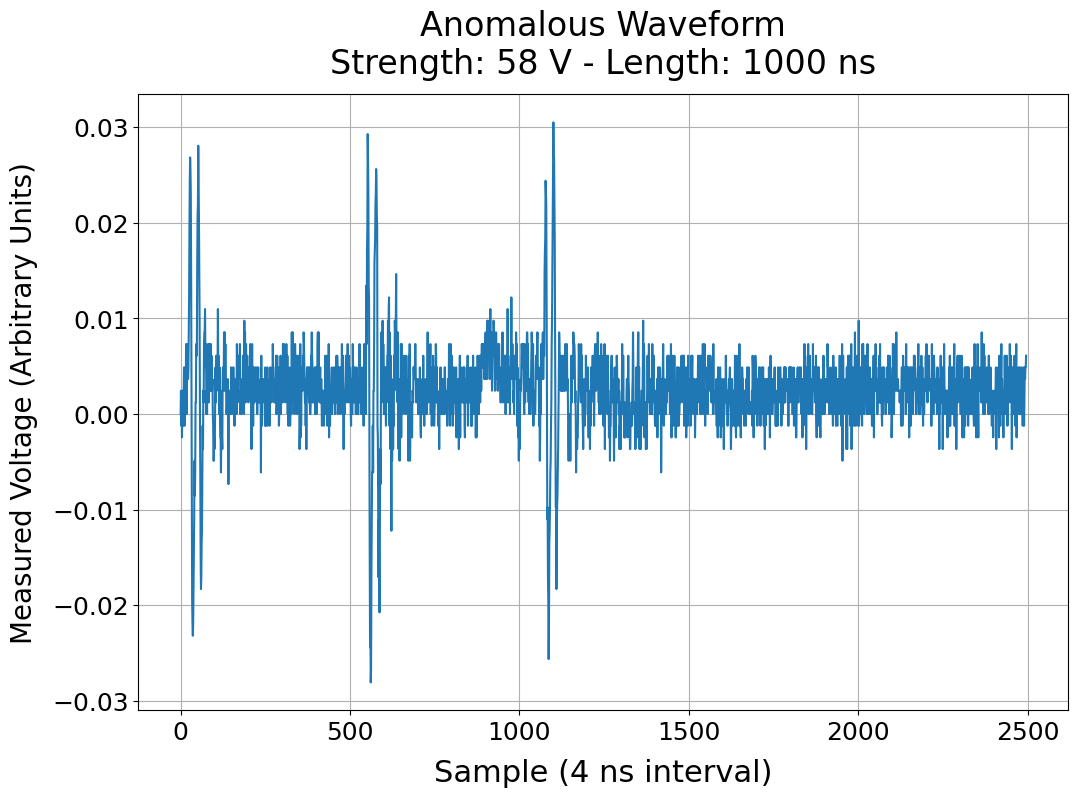 Anomalous Waveform
Strength: 58 V - Length: 1000 ns
Measured Voltage (Arbitrary Units)
0.03
0.02
0.01
0.00
−0.01
−0.02
−0.03
0 500 1000 1500 2000 2500
Sample (4 ns interval)